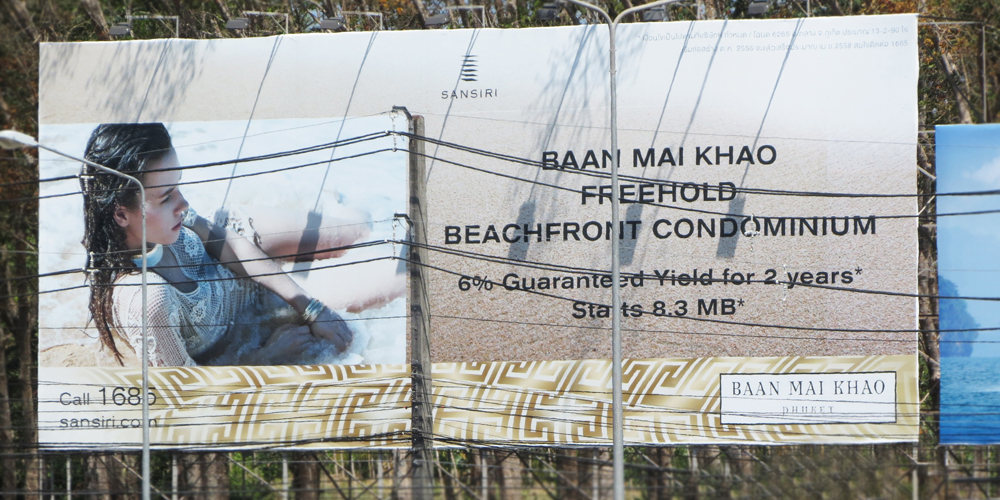 SANSIRI
BAAN MAI KHAO
FREEHOLD
BEACHFRONT CONDOMINIUM
6% Guaranteed Yield for 2 years*
Starts 8.3 MB*
Call 1685
sansiri.com
BAAN MAI KHAO
PHUKET